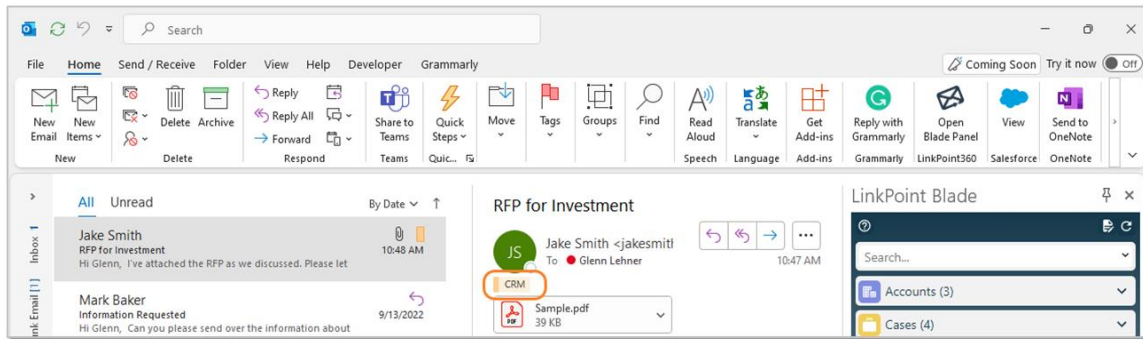 Search
File Home Send / Receive Folder View Help Developer Grammarly
Coming Soon Try it now Off
New Email
New Items
Delete
Archive
Reply
Reply All
Forward
Share to Teams
Quick Steps
Move
Tags
Groups
Find
Read Aloud
Translate
Get Add-ins
Reply with Grammarly
Open Blade Panel
View
Send to OneNote
New Delete Respond Teams Quic... Speech Language Add-ins Grammarly LinkPoint360 Salesforce OneNote
Inbox 1
nk Email [1]
All Unread By Date
Jake Smith
RFP for Investment 10:48 AM
Hi Glenn, I've attached the RFP as we discussed. Please let
Mark Baker
Information Requested 9/13/2022
Hi Glenn, Can you please send over the information about
RFP for Investment
JS
Jake Smith <jakesmit
To Glenn Lehner 10:47 AM
CRM
PDF
Sample.pdf
39 KB
LinkPoint Blade
Search...
Accounts (3)
Cases (4)